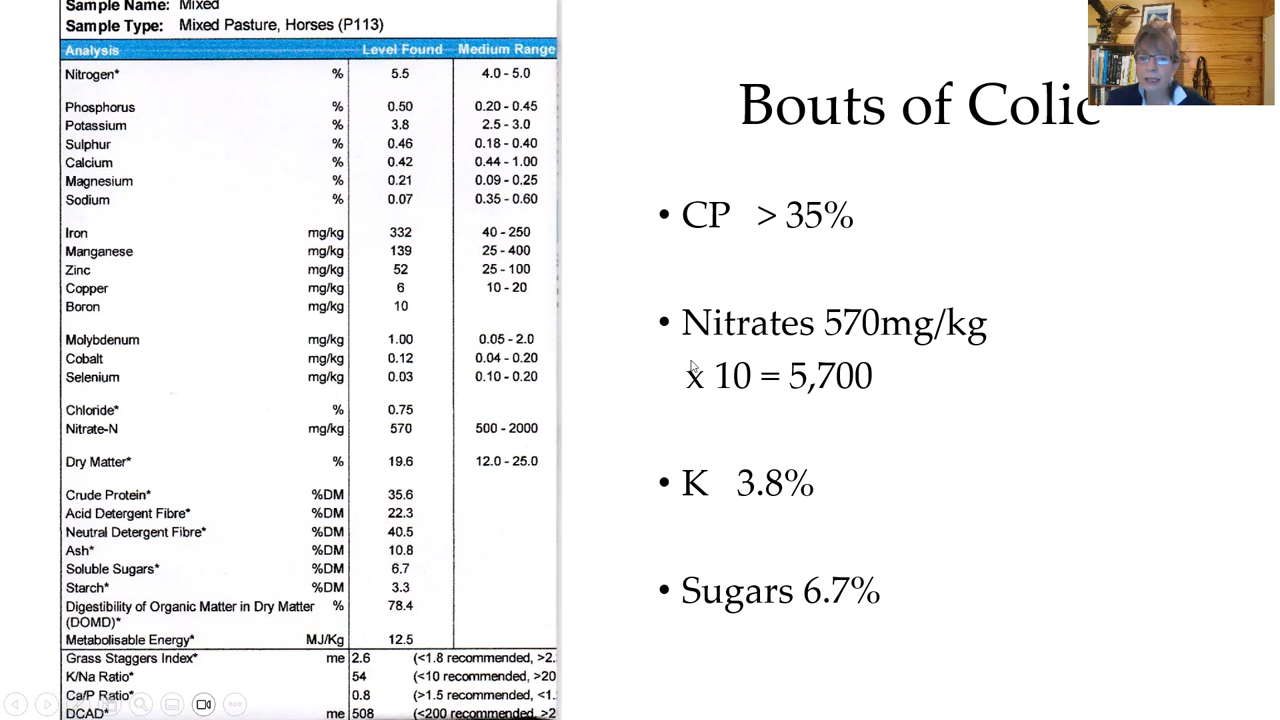 Sample Name: Mixed
Sample Type: Mixed Pasture, Horses (P113)
Analysis Level Found Medium Range
Nitrogen* % 5.5 4.0 - 5.0
Phosphorus % 0.50 0.20 - 0.45
Potassium % 3.8 2.5 - 3.0
Sulphur % 0.46 0.18 - 0.40
Calcium % 0.42 0.44 - 1.00
Magnesium % 0.21 0.09 - 0.25
Sodium % 0.07 0.35 - 0.60
Iron mg/kg 332 40 - 250
Manganese mg/kg 139 25 - 400
Zinc mg/kg 52 25 - 100
Copper mg/kg 6 10 - 20
Boron mg/kg 10
Molybdenum mg/kg 1.00 0.05 - 2.0
Cobalt mg/kg 0.12 0.04 - 0.20
Selenium mg/kg 0.03 0.10 - 0.20
Chloride* % 0.75
Nitrate-N mg/kg 570 500 - 2000
Dry Matter* % 19.6 12.0 - 25.0
Crude Protein* %DM 35.6
Acid Detergent Fibre* %DM 22.3
Neutral Detergent Fibre* %DM 40.5
Ash* %DM 10.8
Soluble Sugars* %DM 6.7
Starch* %DM 3.3
Digestibility of Organic Matter in Dry Matter % 78.4
(DOMD)*
Metabolisable Energy* MJ/Kg 12.5
Grass Staggers Index* me 2.6 (<1.8 recommended, >2.
K/Na Ratio* 54 (<10 recommended, >20
Ca/P Ratio* 0.8 (>1.5 recommended, <1.
DCAD* me 508 (<200 recommended, >2
Bouts of Colic
• CP > 35%
• Nitrates 570mg/kg
x 10 = 5,700
• K 3.8%
• Sugars 6.7%